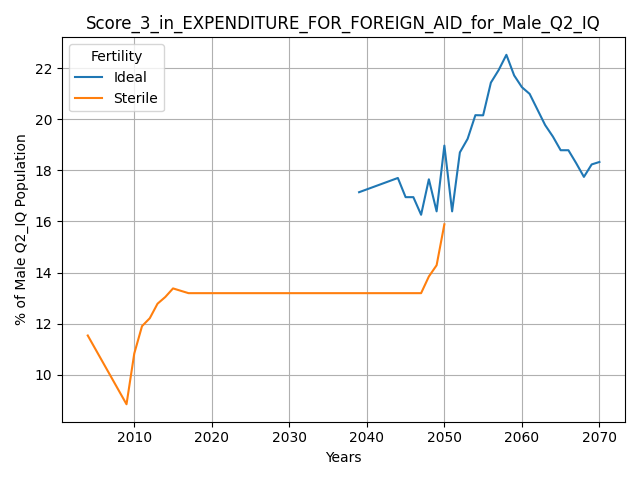 Score_3_in_EXPENDITURE_FOR_FOREIGN_AID_for_Male_Q2_IQ
Fertility
Ideal
Sterile
% of Male Q2_IQ Population
22
20
18
16
14
12
10
2010 2020 2030 2040 2050 2060 2070
Years